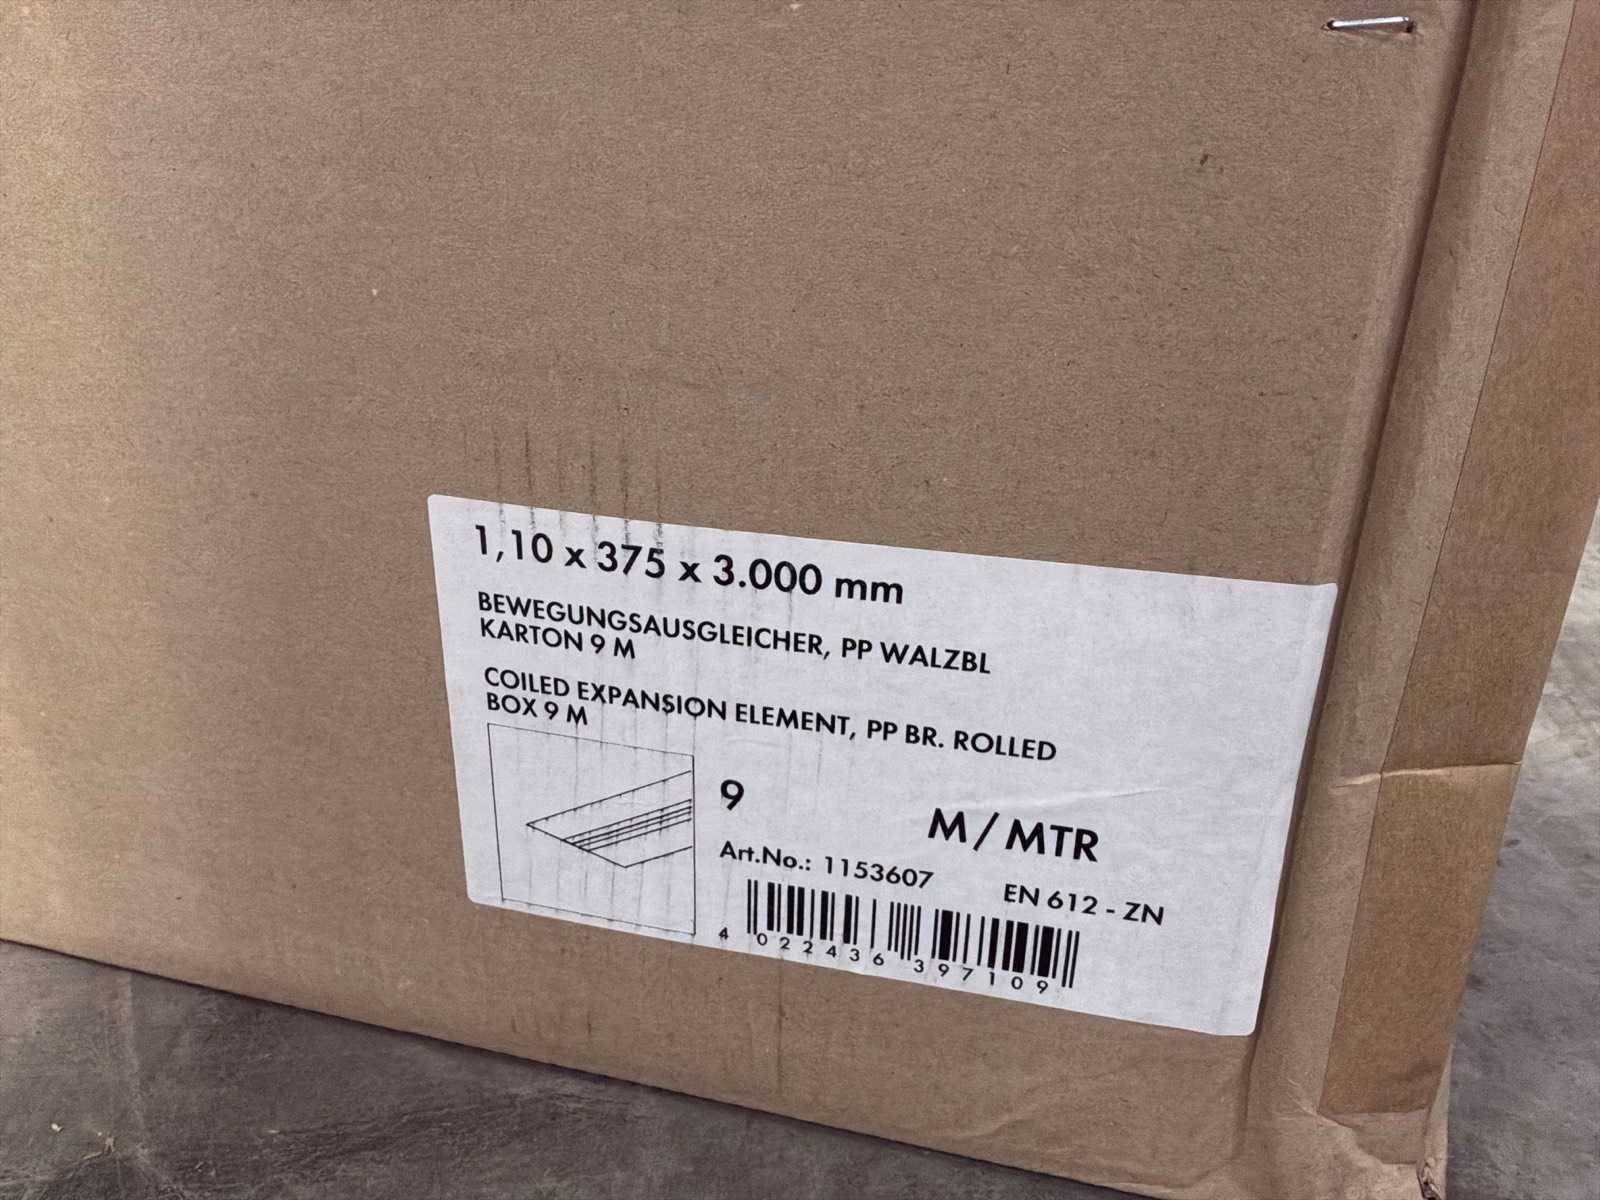 1,10 x 375 x 3.000 mm
BEWEGUNGSAUSGLEICHER, PP WALZBL
KARTON 9 M
COILED EXPANSION ELEMENT, PP BR. ROLLED
BOX 9 M
9 M / MTR
Art.No.: 1153607 EN 612 - ZN
4 022436 397109